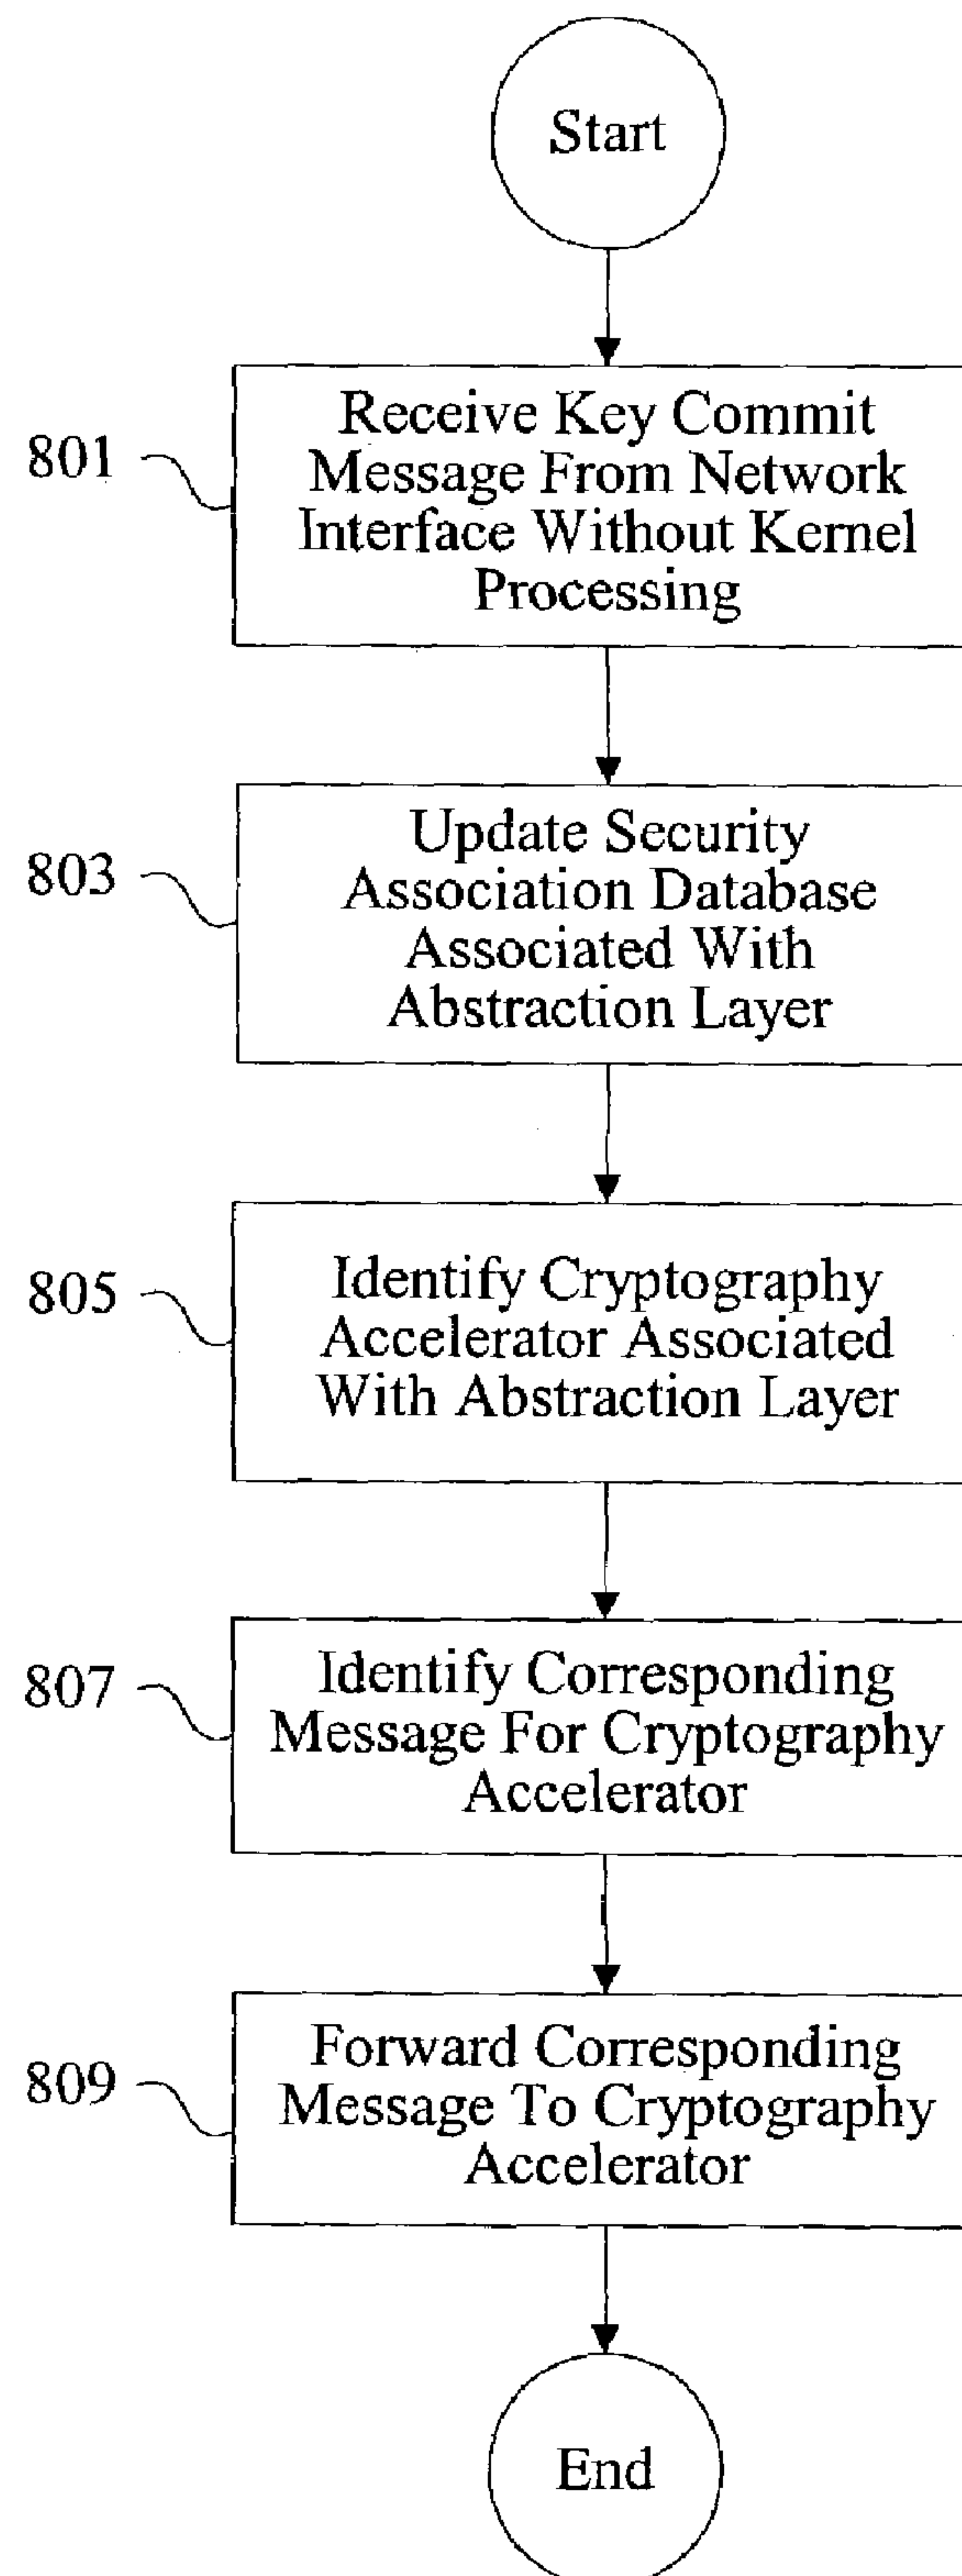 Start
801
Receive Key Commit
Message From Network
Interface Without Kernel
Processing
803
Update Security
Association Database
Associated With
Abstraction Layer
805
Identify Cryptography
Accelerator Associated
With Abstraction Layer
807
Identify Corresponding
Message For Cryptography
Accelerator
809
Forward Corresponding
Message To Cryptography
Accelerator
End